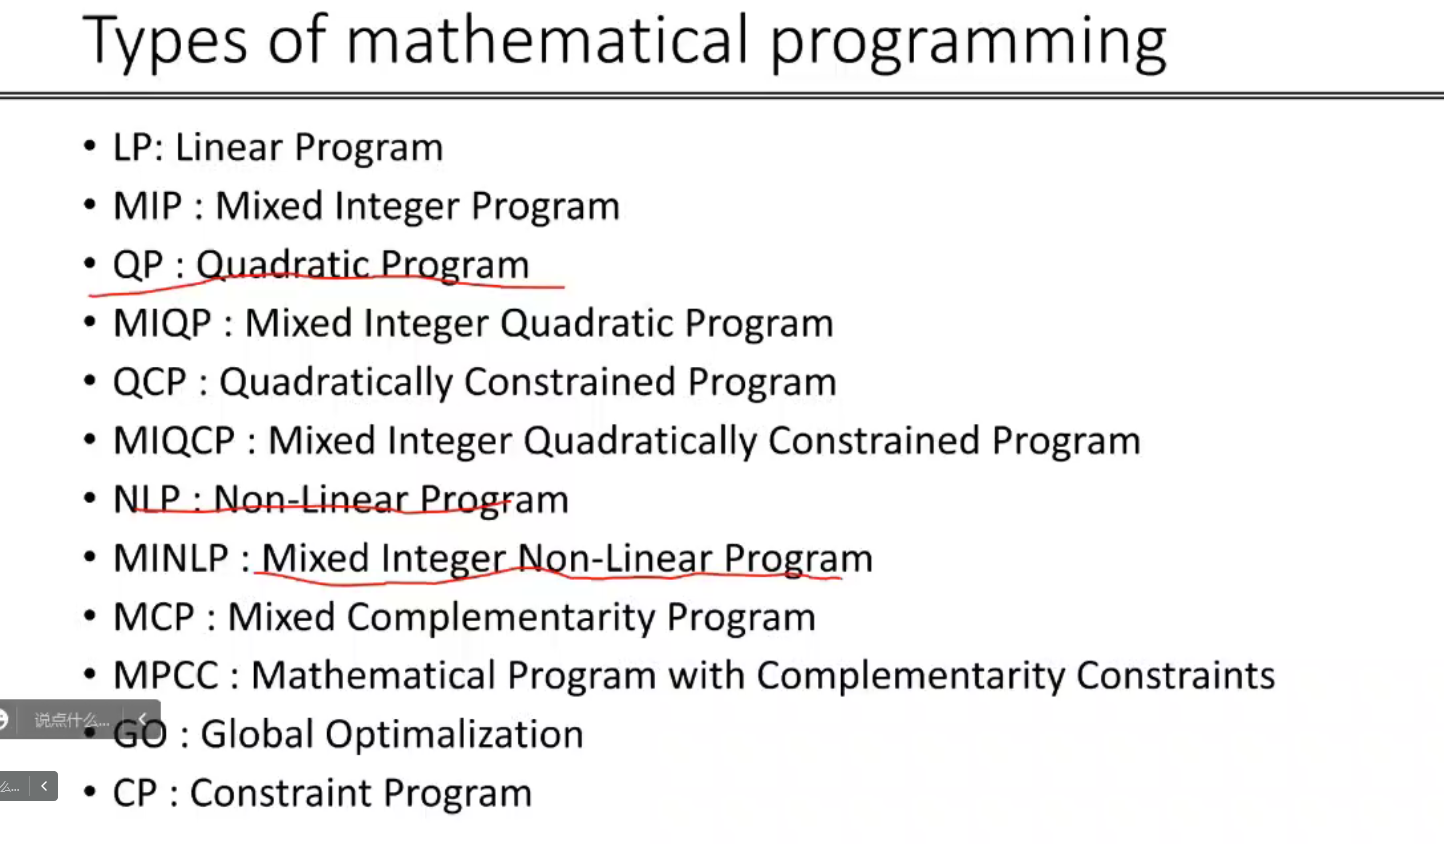 Types of mathematical programming
• LP: Linear Program
• MIP : Mixed Integer Program
• QP : Quadratic Program
• MIQP : Mixed Integer Quadratic Program
• QCP : Quadratically Constrained Program
• MIQCP : Mixed Integer Quadratically Constrained Program
• NLP : Non-Linear Program
• MINLP : Mixed Integer Non-Linear Program
• MCP : Mixed Complementarity Program
• MPCC : Mathematical Program with Complementarity Constraints
说点什么...
• GO : Global Optimalization
么...
• CP : Constraint Program